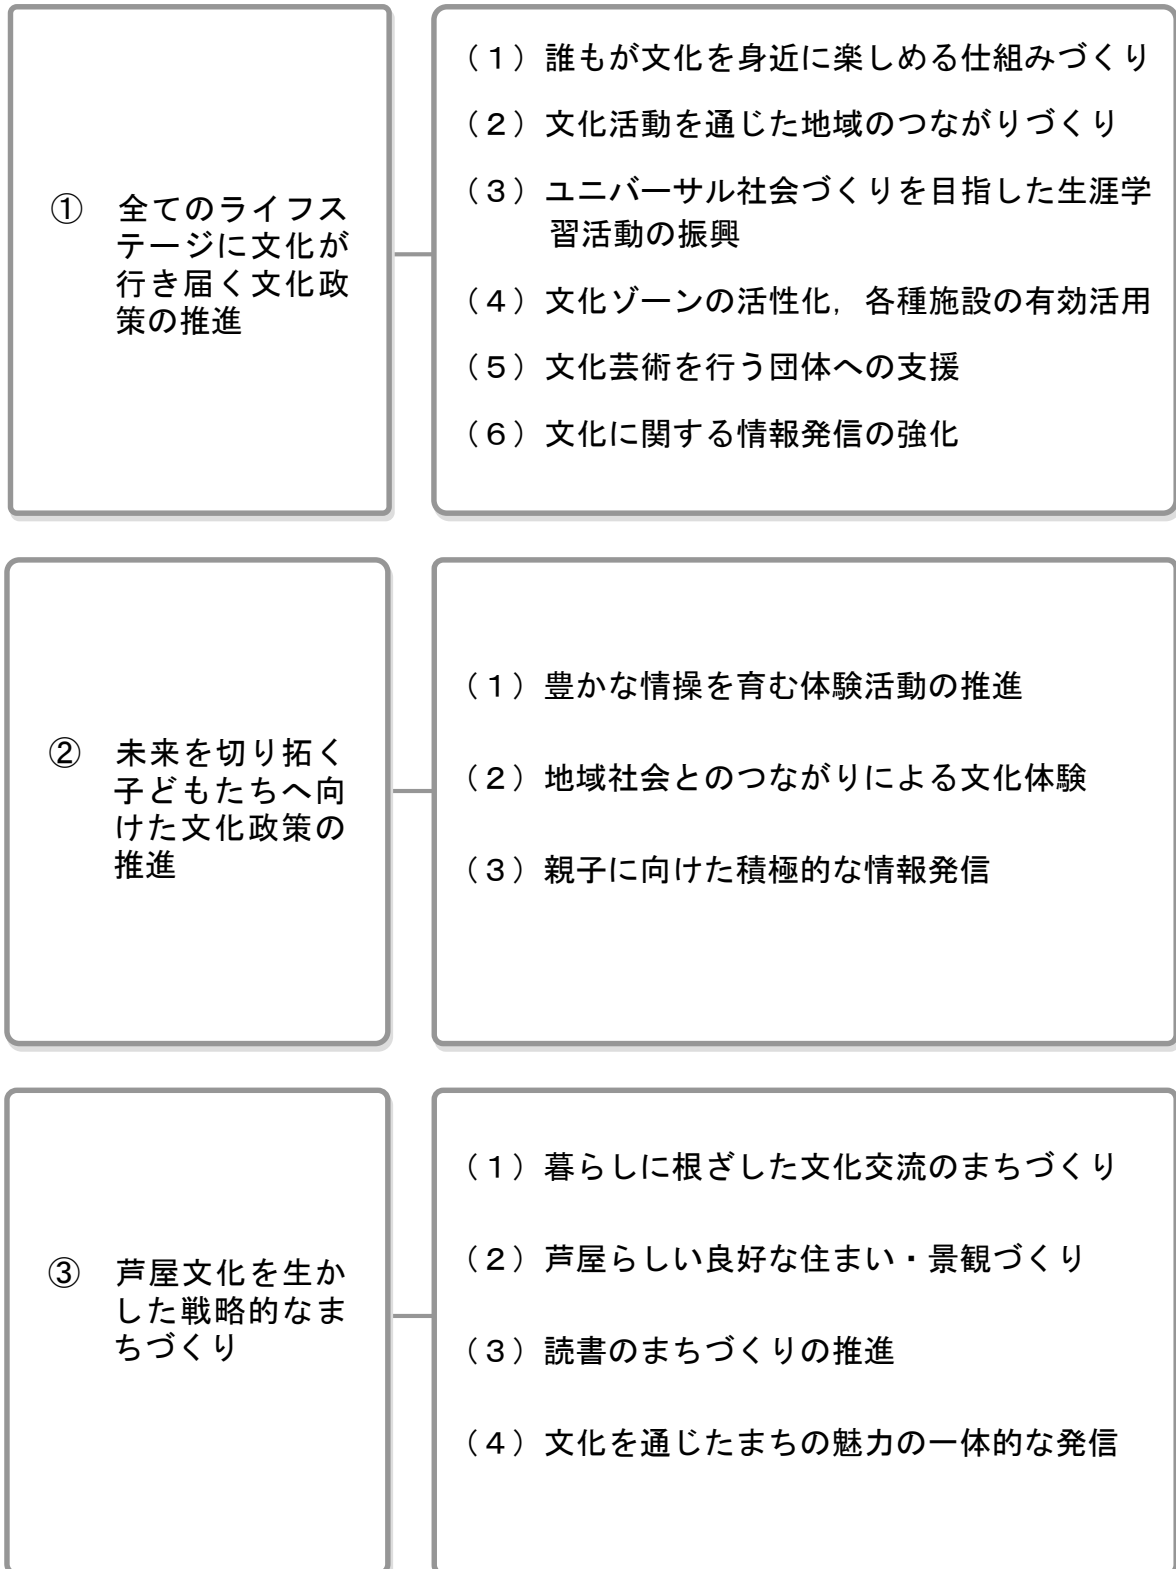 ① 全てのライフス
テージに文化が
行き届く文化政
策の推進
（１）誰もが文化を身近に楽しめる仕組みづくり
（２）文化活動を通じた地域のつながりづくり
（３）ユニバーサル社会づくりを目指した生涯学
習活動の振興
（４）文化ゾーンの活性化，各種施設の有効活用
（５）文化芸術を行う団体への支援
（６）文化に関する情報発信の強化
② 未来を切り拓く
子どもたちへ向
けた文化政策の
推進
（１）豊かな情操を育む体験活動の推進
（２）地域社会とのつながりによる文化体験
（３）親子に向けた積極的な情報発信
③ 芦屋文化を生か
した戦略的なま
ちづくり
（１）暮らしに根ざした文化交流のまちづくり
（２）芦屋らしい良好な住まい・景観づくり
（３）読書のまちづくりの推進
（４）文化を通じたまちの魅力の一体的な発信